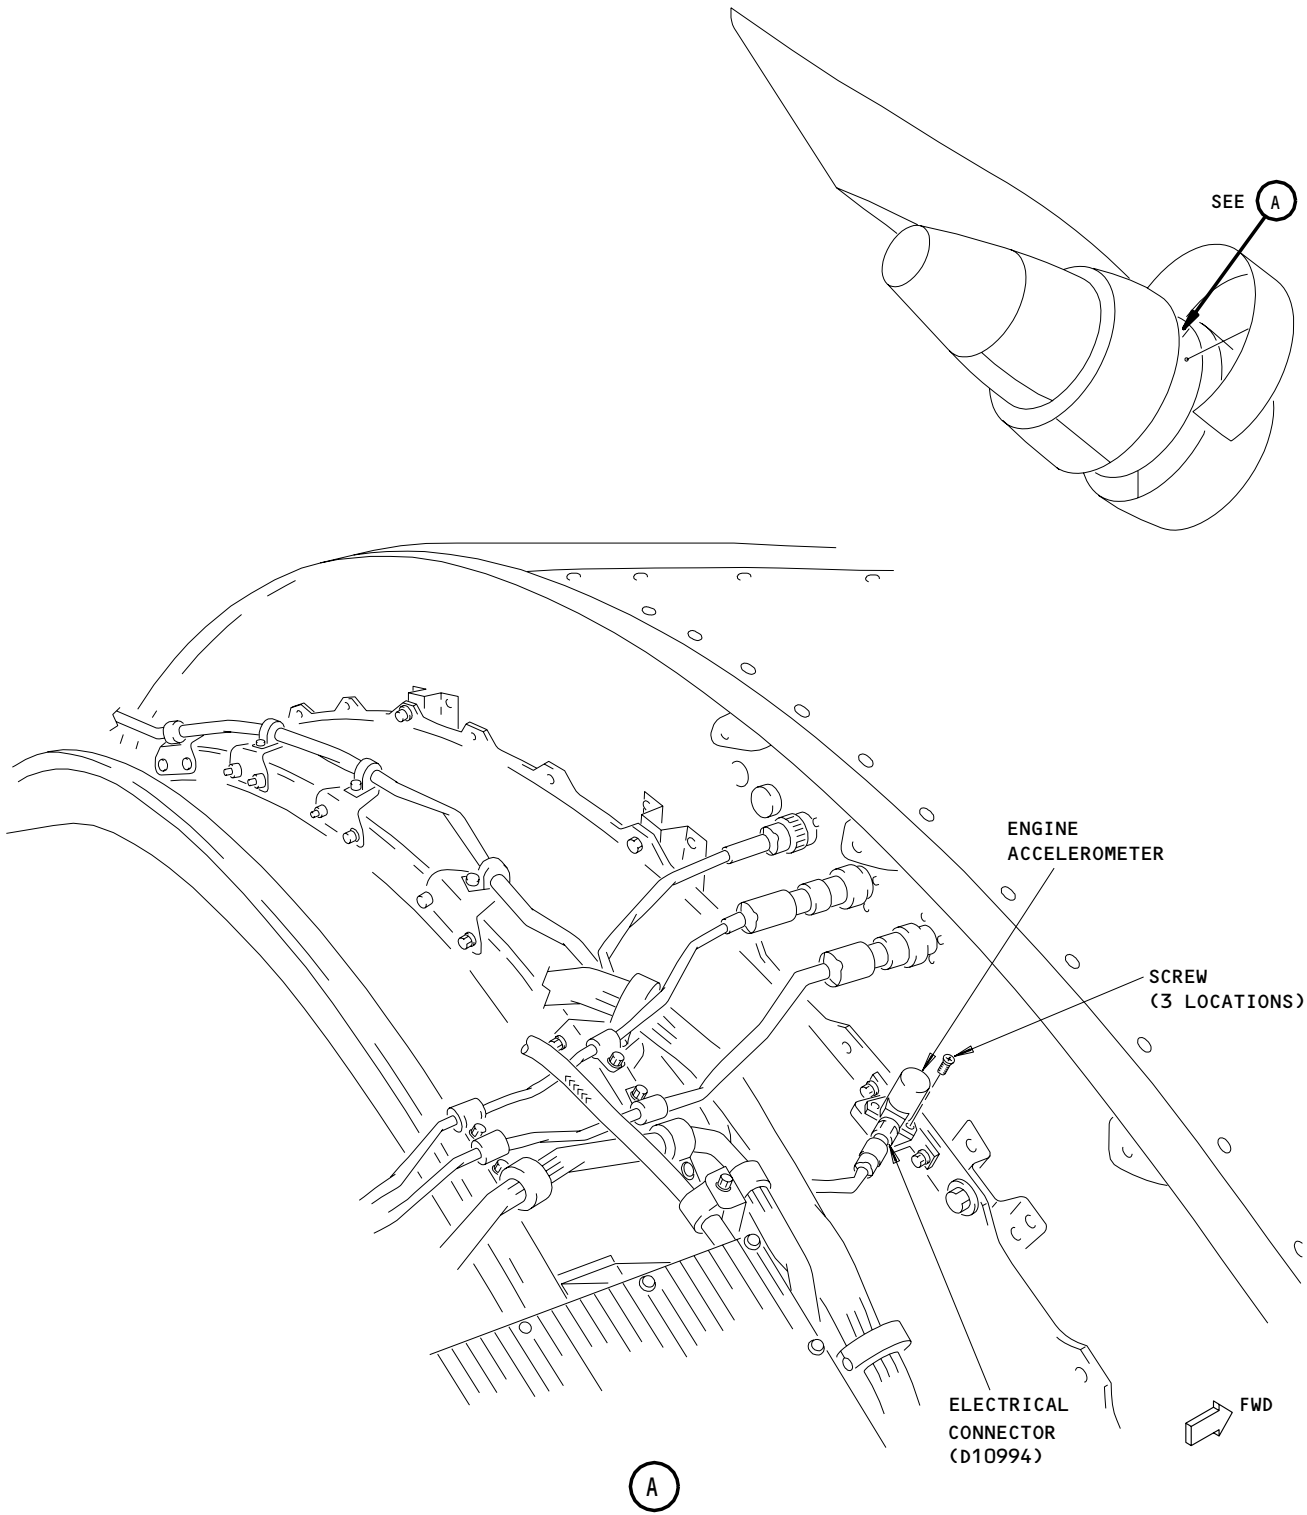 SEE A
ENGINE
ACCELEROMETER
SCREW
(3 LOCATIONS)
ELECTRICAL
CONNECTOR
(D10994)
FWD
A